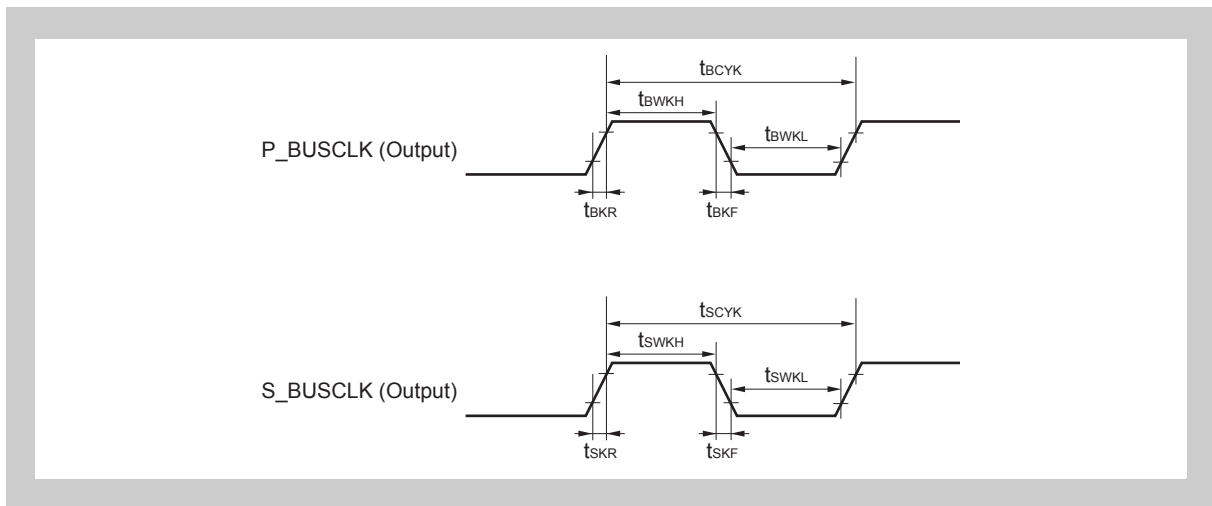 tBCYK
tBWKH
tBWKL
P_BUSCLK (Output)
tBKR
tBKF
tSCYK
tSWKH
tSWKL
S_BUSCLK (Output)
tSKR
tSKF